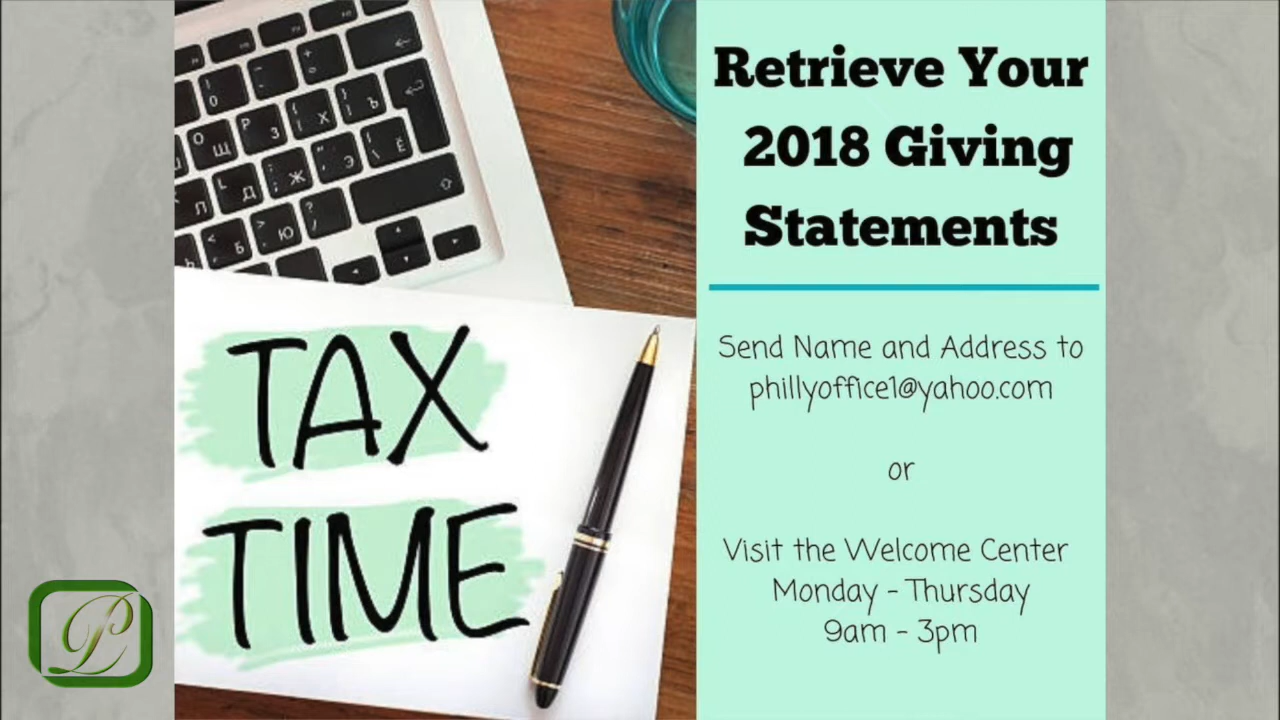 TAX
TIME
Retrieve Your
2018 Giving
Statements
Send Name and Address to
phillyoffice1@yahoo.com
or
Visit the Welcome Center
Monday - Thursday
9am - 3pm